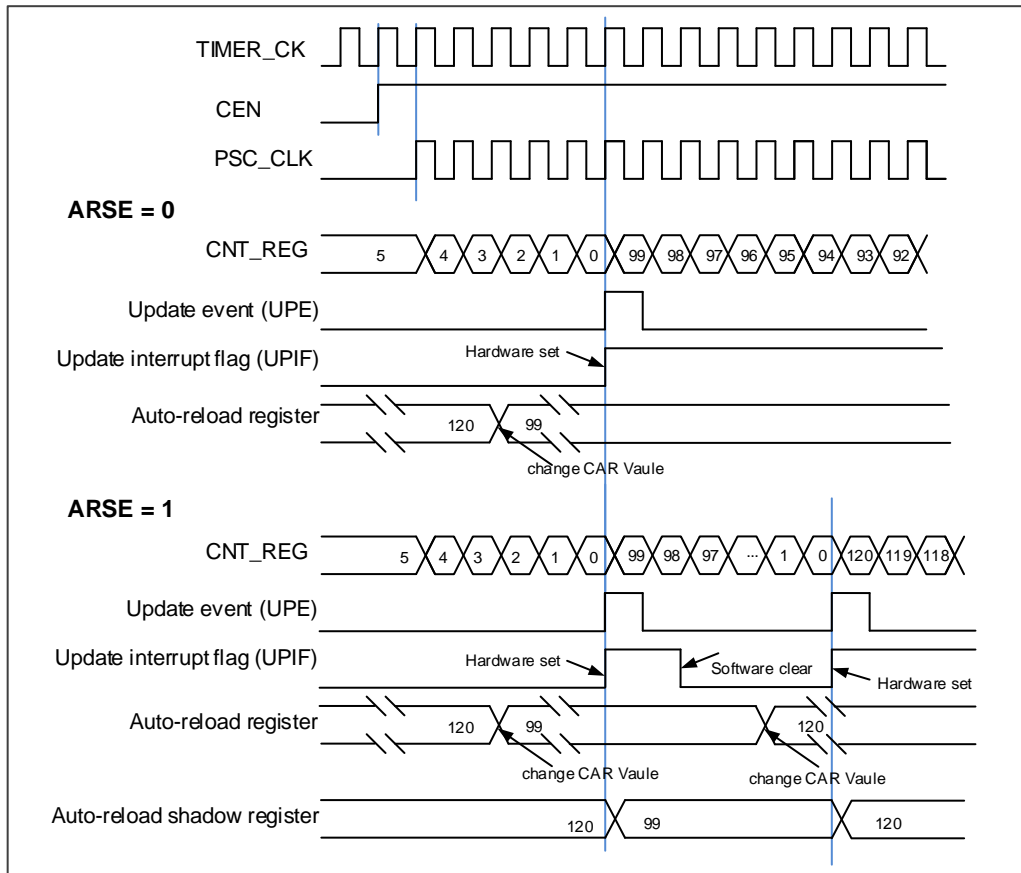 TIMER_CK
CEN
PSC_CLK
ARSE = 0
CNT_REG 5 4 3 2 1 0 99 98 97 96 95 94 93 92
Update event (UPE)
Update interrupt flag (UPIF) Hardware set
Auto-reload register 120 99
change CAR Vaule
ARSE = 1
CNT_REG 5 4 3 2 1 0 99 98 97 ... 1 0 120 119 118
Update event (UPE)
Update interrupt flag (UPIF) Hardware set Software clear Hardware set
Auto-reload register 120 99 120
change CAR Vaule change CAR Vaule
Auto-reload shadow register 120 99 120